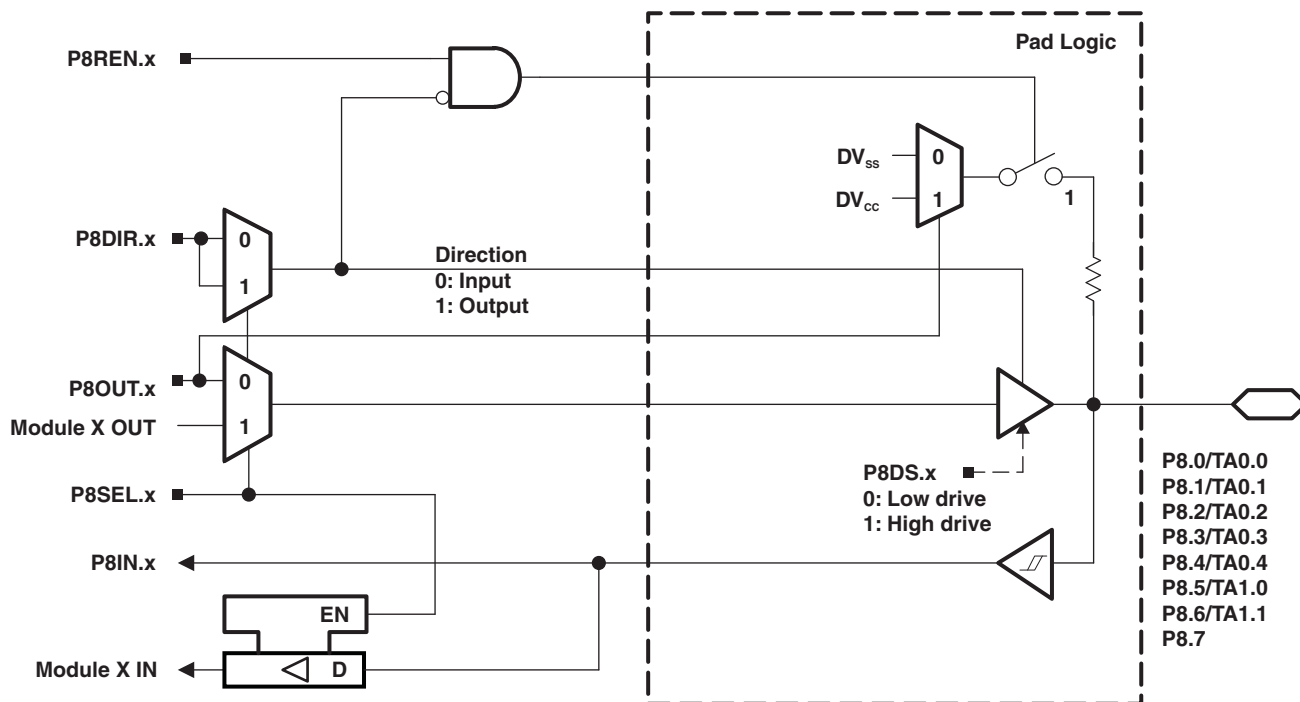 Pad Logic
P8REN.x
DVSS
0
DVCC
1
1
P8DIR.x
0
1
Direction
0: Input
1: Output
P8OUT.x
0
Module X OUT
1
P8SEL.x
P8DS.x
0: Low drive
1: High drive
P8.0/TA0.0
P8.1/TA0.1
P8.2/TA0.2
P8.3/TA0.3
P8.4/TA0.4
P8.5/TA1.0
P8.6/TA1.1
P8.7
P8IN.x
EN
Module X IN
D